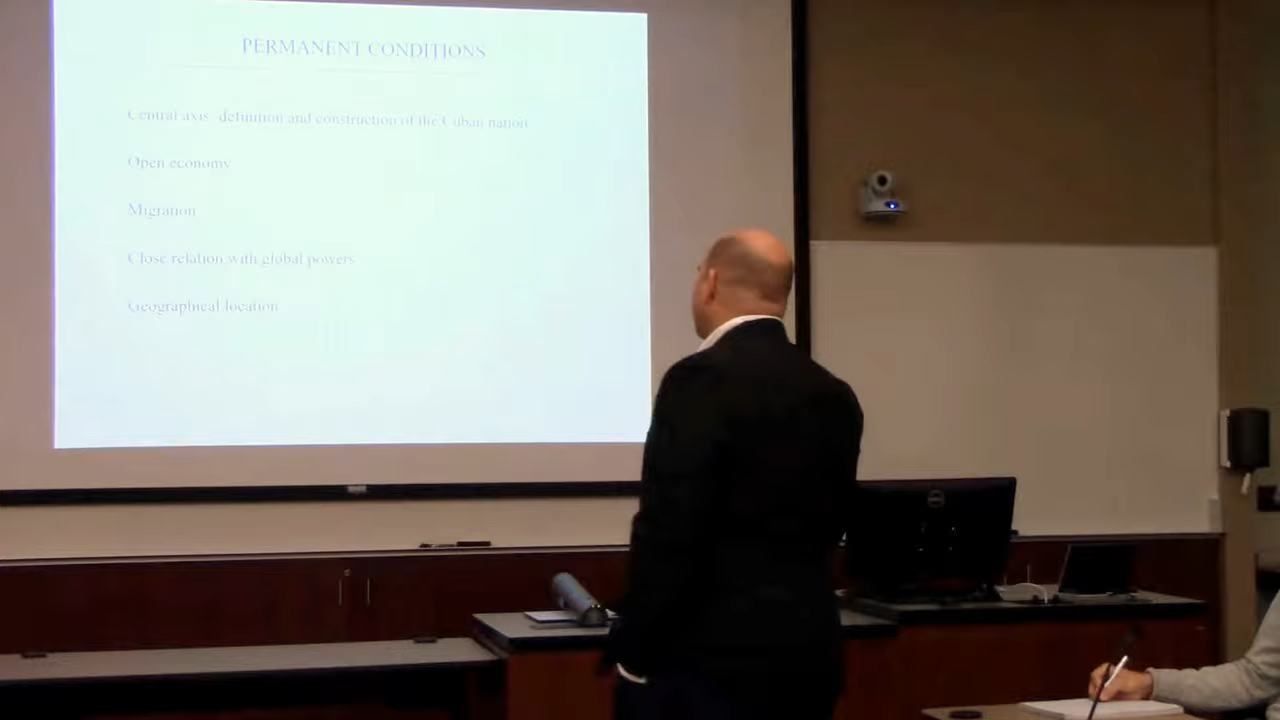 PERMANENT CONDITIONS
Central axis: definition and construction of the Cuban nation
Open economy
Migration
Close relation with global powers
Geographical location
DELL